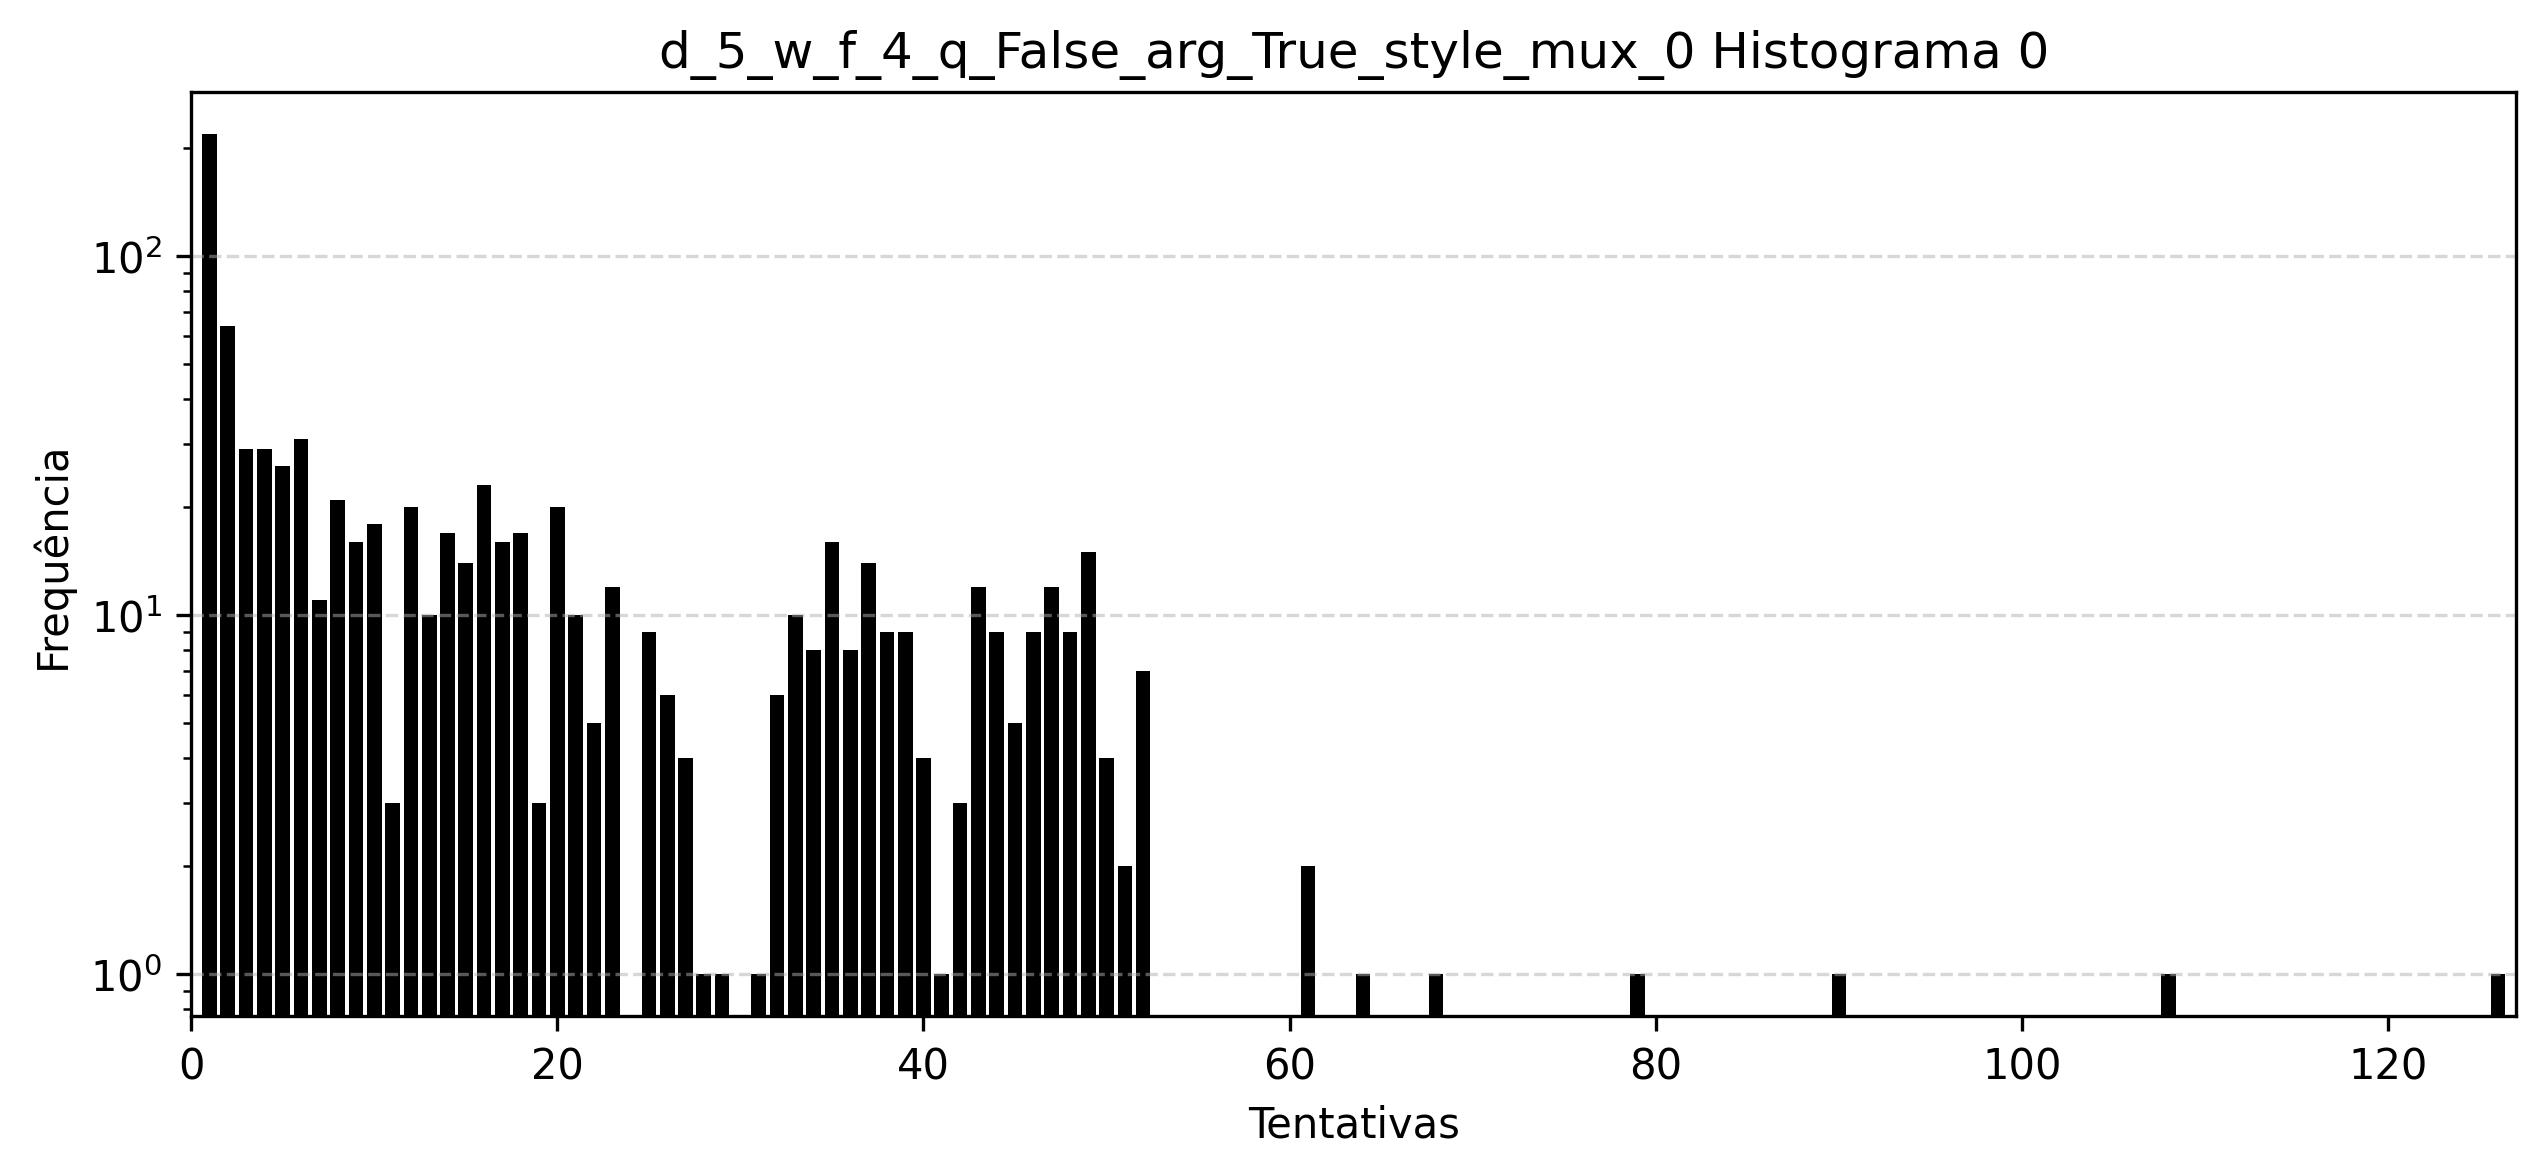 d_5_w_f_4_q_False_arg_True_style_mux_0 Histograma 0
Frequência
10²
10¹
10⁰
0 20 40 60 80 100 120
Tentativas